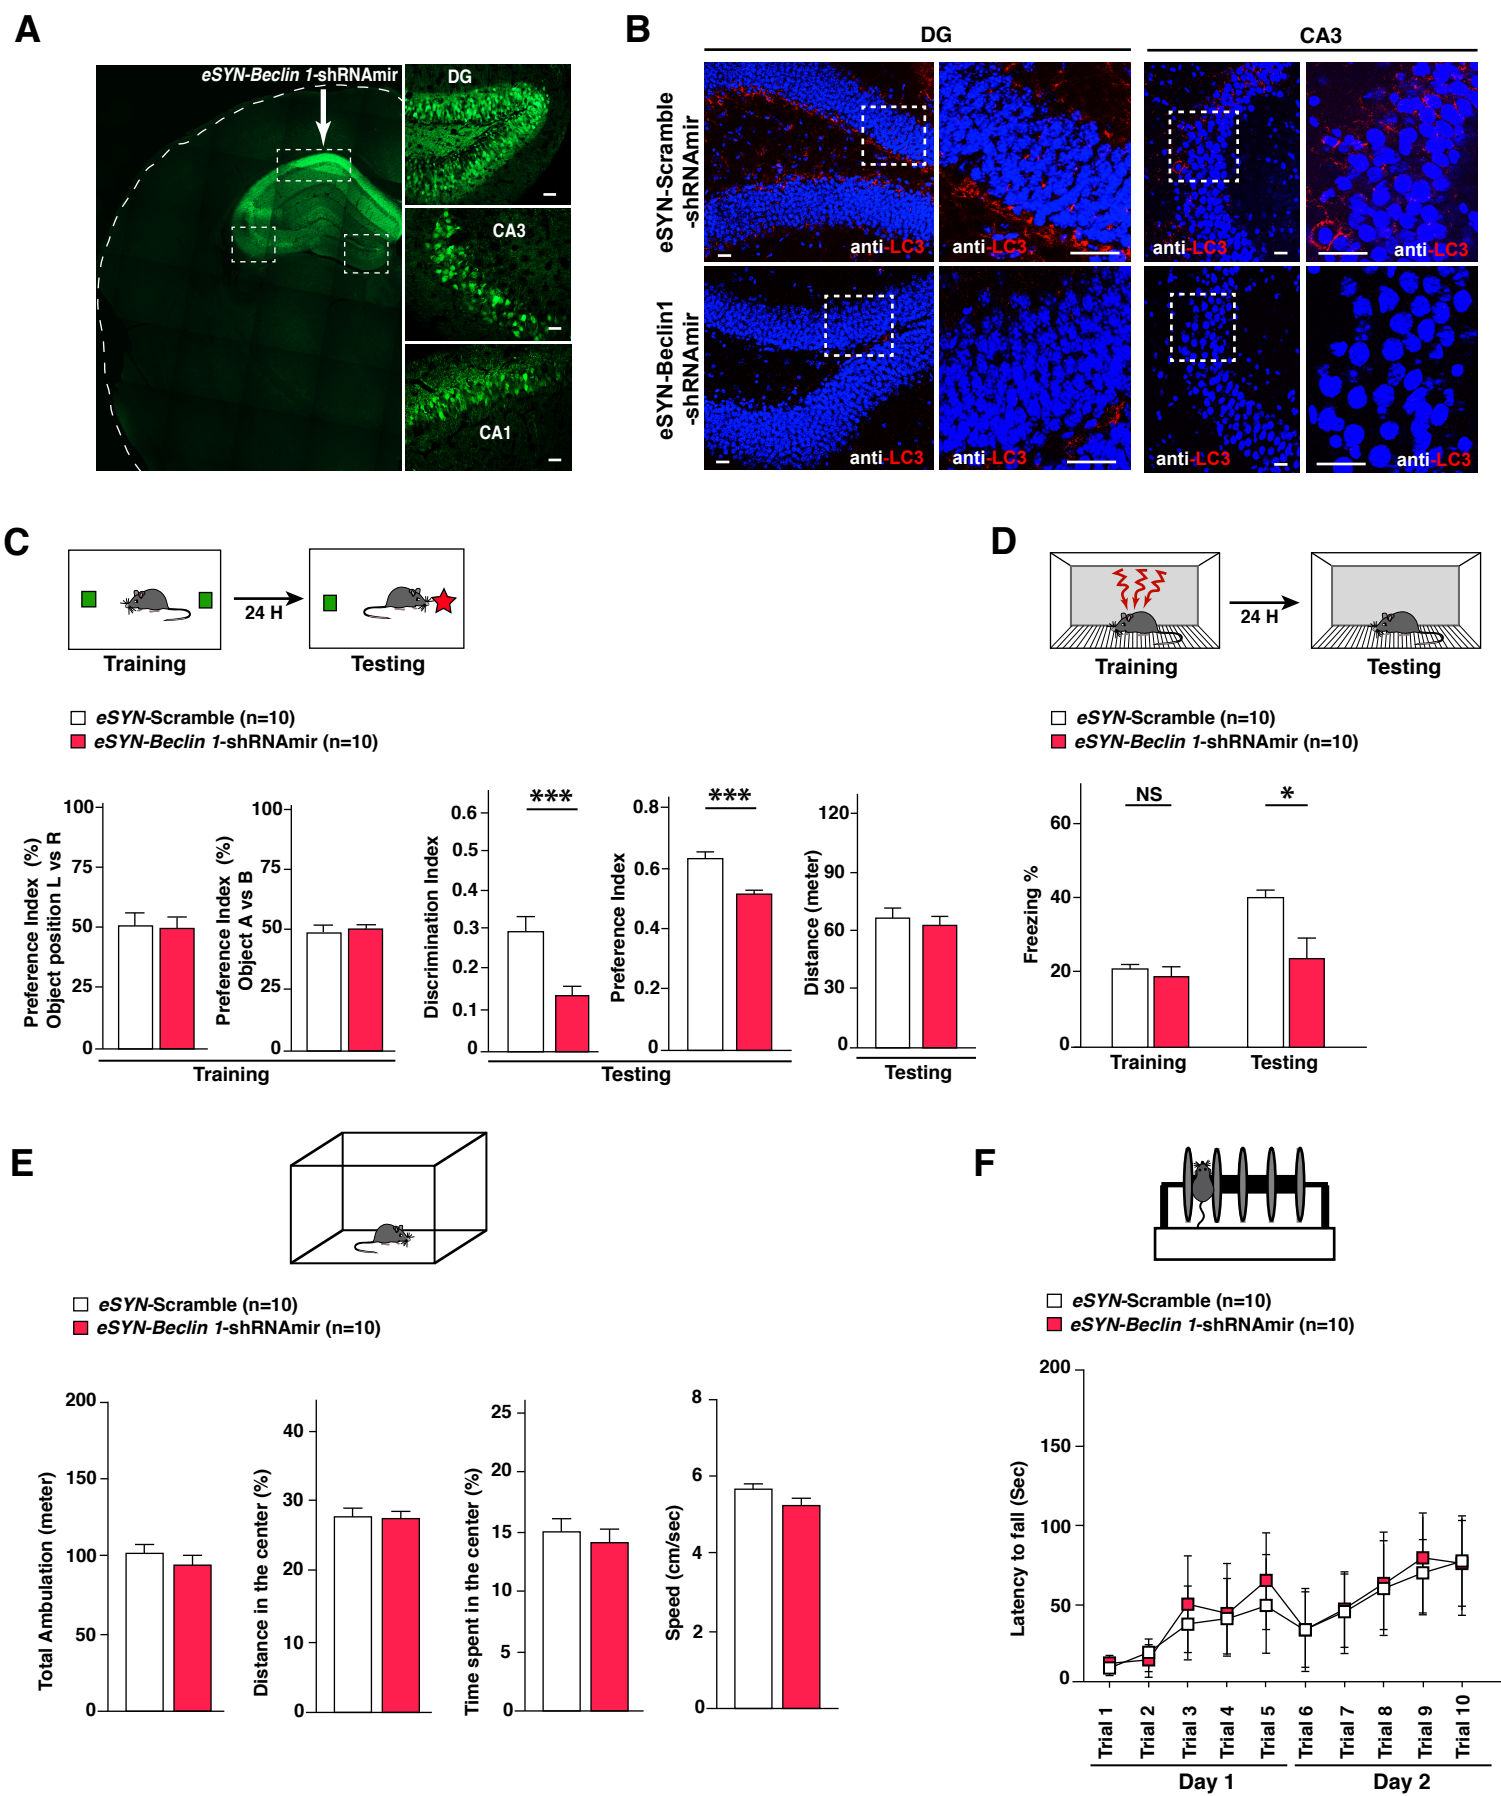 A
eSYN-Beclin 1-shRNAmir
DG
CA3
CA1
B
DG
CA3
eSYN-Scramble
-shRNAmir
anti-LC3
anti-LC3
anti-LC3
anti-LC3
eSYN-Beclin1
-shRNAmir
anti-LC3
anti-LC3
anti-LC3
anti-LC3
C
24 H
Training
Testing
eSYN-Scramble (n=10)
eSYN-Beclin 1-shRNAmir (n=10)
Preference Index (%)
Object position L vs R
100
75
50
25
0
Preference Index (%)
Object A vs B
100
75
50
25
0
Training
Discrimination Index
0.6
0.5
0.4
0.3
0.2
0.1
0
***
Preference Index
0.8
0.6
0.4
0.2
0
***
Testing
Distance (meter)
120
90
60
30
0
Testing
D
24 H
Training
Testing
eSYN-Scramble (n=10)
eSYN-Beclin 1-shRNAmir (n=10)
Freezing %
60
40
20
0
NS
*
Training
Testing
E
eSYN-Scramble (n=10)
eSYN-Beclin 1-shRNAmir (n=10)
Total Ambulation (meter)
200
150
100
50
0
Distance in the center (%)
40
30
20
10
0
Time spent in the center (%)
25
20
15
10
5
0
Speed (cm/sec)
8
6
4
2
0
F
eSYN-Scramble (n=10)
eSYN-Beclin 1-shRNAmir (n=10)
Latency to fall (Sec)
200
150
100
50
0
Trial 1
Trial 2
Trial 3
Trial 4
Trial 5
Trial 6
Trial 7
Trial 8
Trial 9
Trial 10
Day 1
Day 2